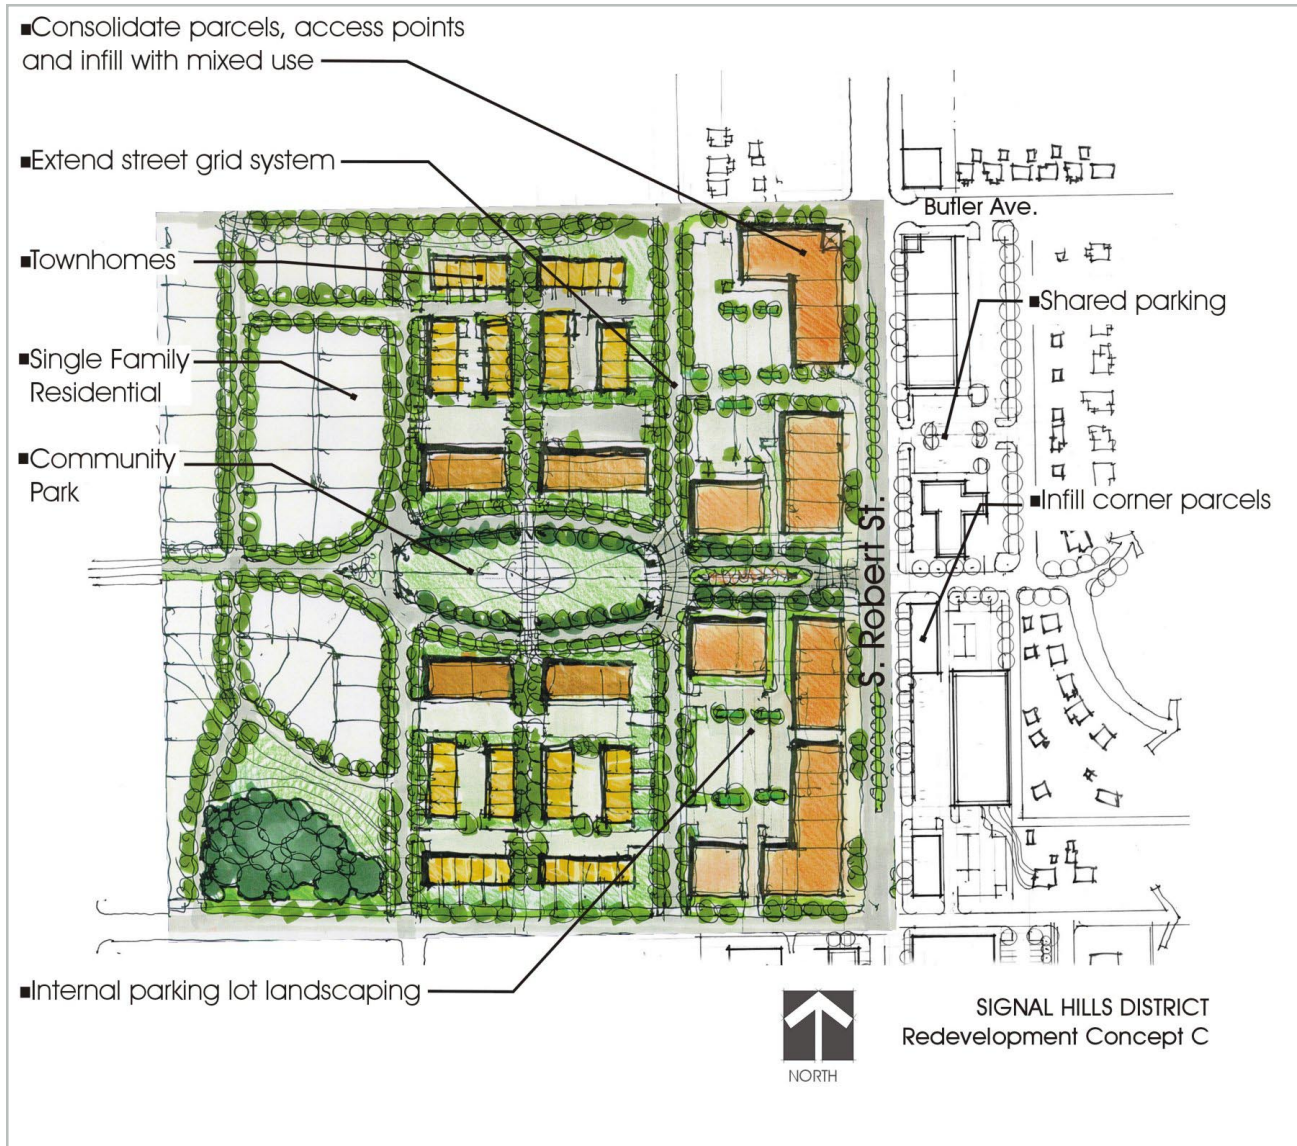 ▪Consolidate parcels, access points
and infill with mixed use
▪Extend street grid system
Butler Ave.
▪Townhomes
▪Shared parking
▪Single Family
Residential
▪Community
Park
▪Infill corner parcels
S. Robert St.
▪Internal parking lot landscaping
SIGNAL HILLS DISTRICT
Redevelopment Concept C
NORTH